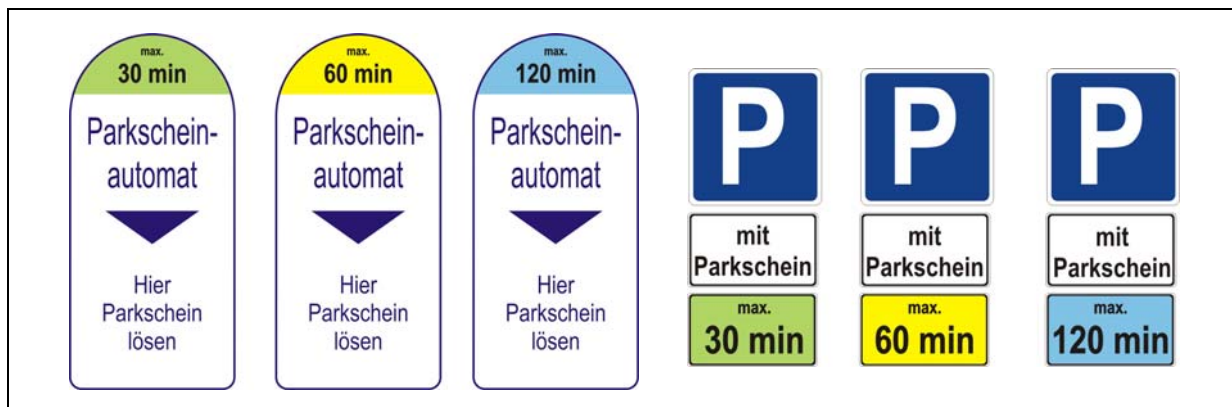 max.
30 min
Parkschein-
automat
Hier
Parkschein
lösen
max.
60 min
Parkschein-
automat
Hier
Parkschein
lösen
max.
120 min
Parkschein-
automat
Hier
Parkschein
lösen
P
mit
Parkschein
max.
30 min
P
mit
Parkschein
max.
60 min
P
mit
Parkschein
max.
120 min